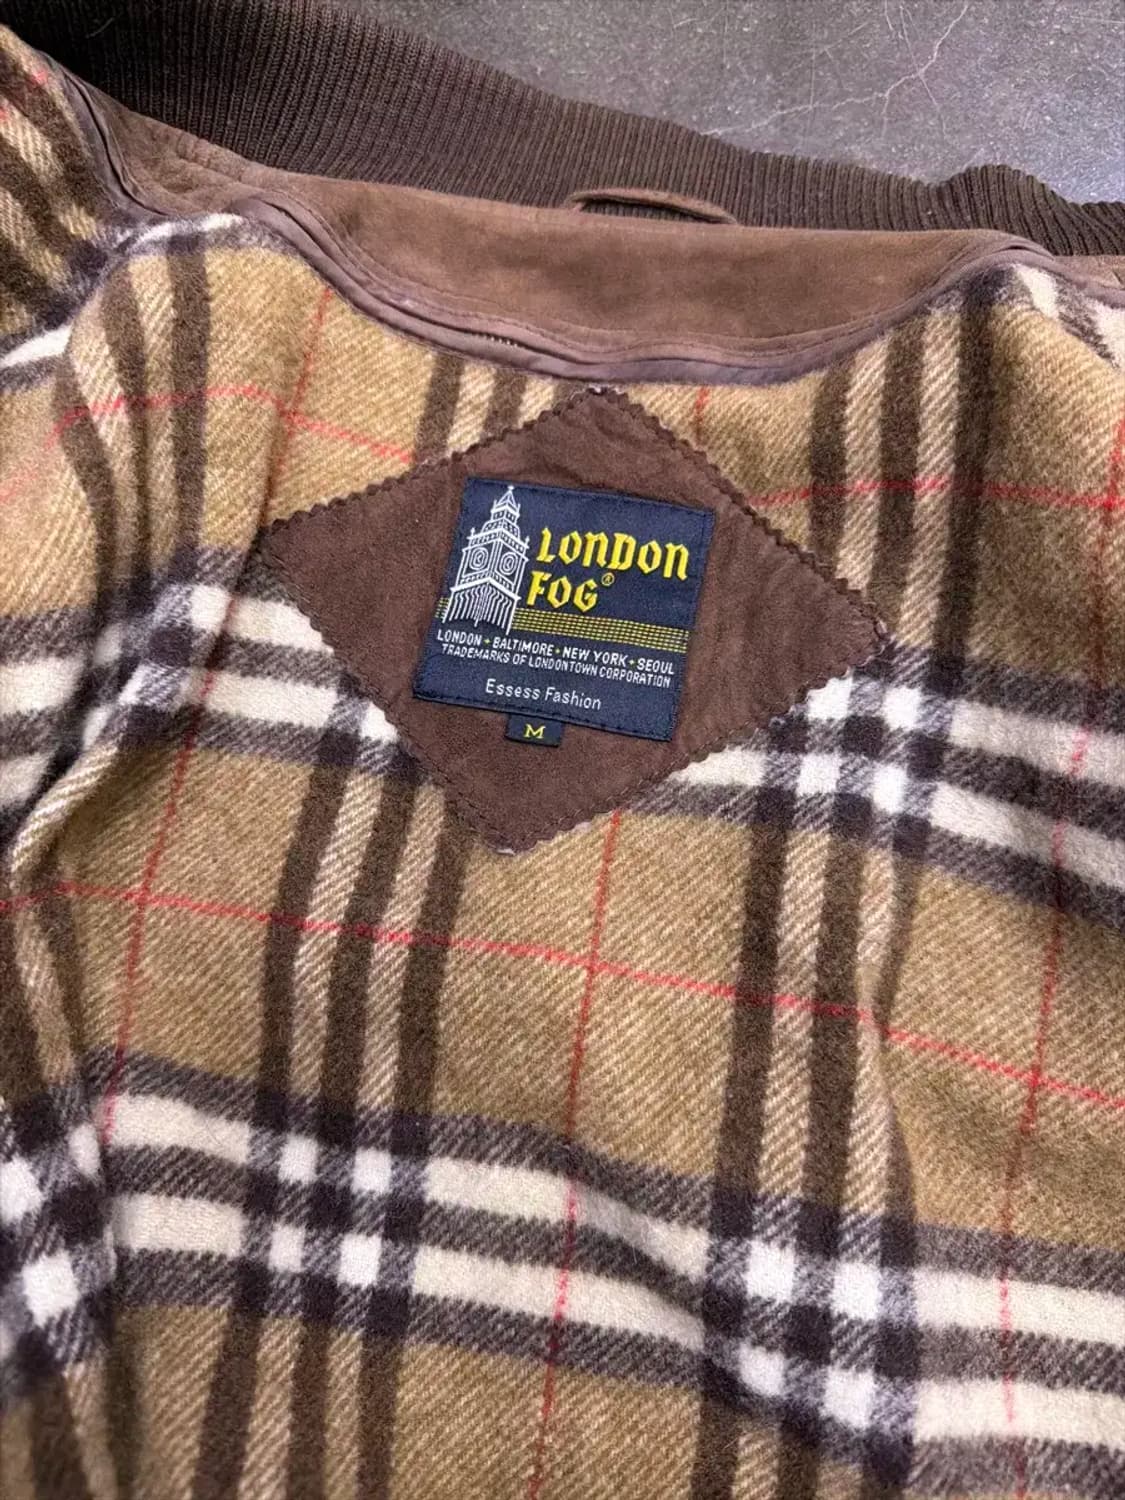 LONDON
FOG®
LONDON • BALTIMORE • NEW YORK • SEOUL
TRADEMARKS OF LONDONTOWN CORPORATION
Essess Fashion
M